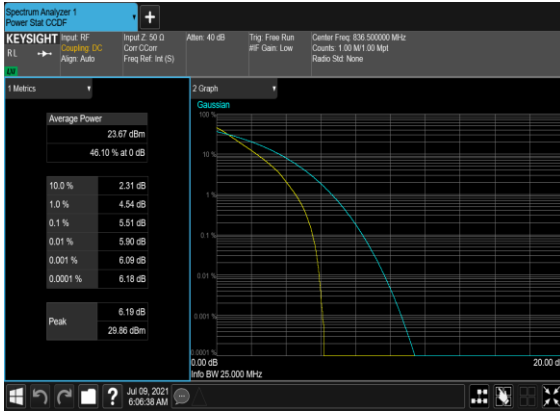 Spectrum Analyzer 1
Power Stat CCDF
KEYSIGHT
RL
Input: RF
Coupling: DC
Align: Auto
Input Z: 50 Ω
Corr CCorr
Freq Ref: Int (S)
Atten: 40 dB
Trig: Free Run
#IF Gain: Low
Center Freq: 836.500000 MHz
Counts: 1.00 M/1.00 Mpt
Radio Std: None
1 Metrics
Average Power
23.67 dBm
46.10 % at 0 dB
10.0 % 2.31 dB
1.0 % 4.54 dB
0.1 % 5.51 dB
0.01 % 5.90 dB
0.001 % 6.09 dB
0.0001 % 6.18 dB
Peak
6.19 dB
29.86 dBm
2 Graph
Gaussian
100 %
10 %
1 %
0.1 %
0.01 %
0.001 %
0.0001 %
0.00 dB
20.00 d
Info BW 25.000 MHz
Jul 09, 2021
6:06:38 AM